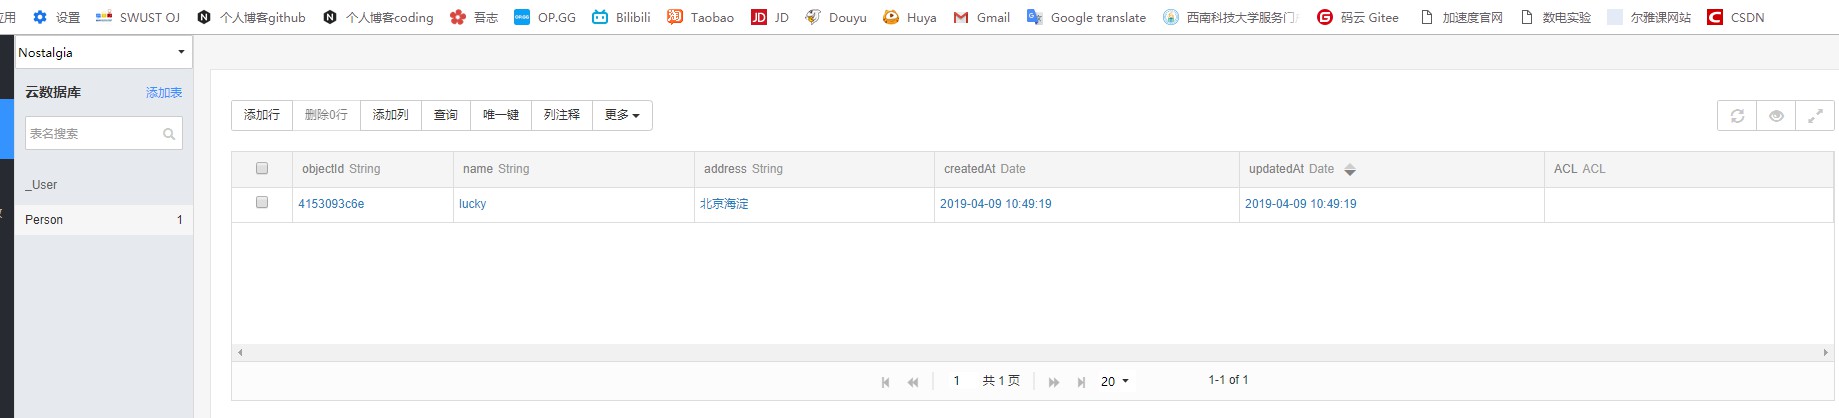 应用 设置 SWUST OJ 个人博客github 个人博客coding 吾志 OP.GG Bilibili Taobao JD Douyu Huya Gmail Google translate 西南科技大学服务门户 码云 Gitee 加速度官网 数电实验 尔雅课网站 CSDN
Nostalgia
云数据库 添加表
表名搜索
_User
Person 1
添加行 删除0行 添加列 查询 唯一键 列注释 更多
objectId String name String address String createdAt Date updatedAt Date ACL ACL
4153093c6e lucky 北京海淀 2019-04-09 10:49:19 2019-04-09 10:49:19
1 共 1 页 20 1-1 of 1